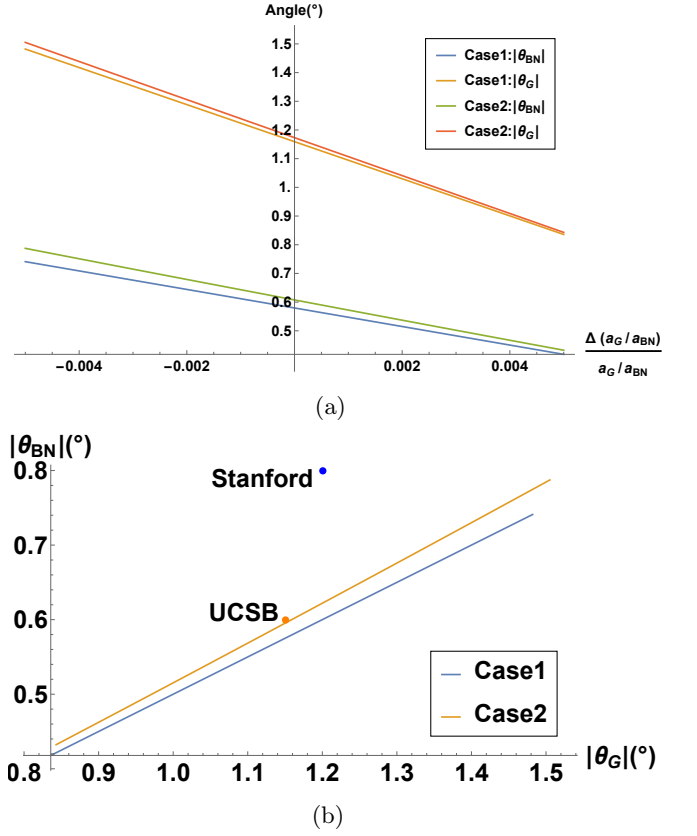 Angle(°)
1.5
1.4
1.3
1.2
1.1
1.
0.9
0.8
0.7
0.6
0.5
Case1:|θBN|
Case1:|θG|
Case2:|θBN|
Case2:|θG|
−0.004 −0.002 0.002 0.004
Δ (aG / aBN)
aG / aBN
(a)
|θBN|(°)
0.8
0.7
0.6
0.5
Stanford
UCSB
Case1
Case2
0.8 0.9 1.0 1.1 1.2 1.3 1.4 1.5 |θG|(°)
(b)